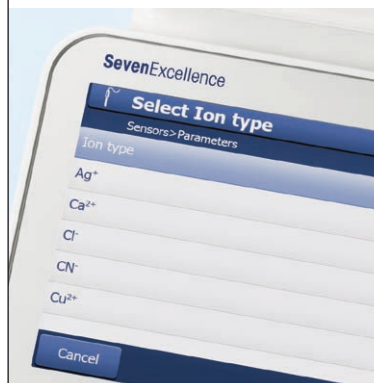 SevenExcellence
Select Ion type
Sensors>Parameters
Ion type
Ag⁺
Ca²⁺
Cl⁻
CN⁻
Cu²⁺
Cancel